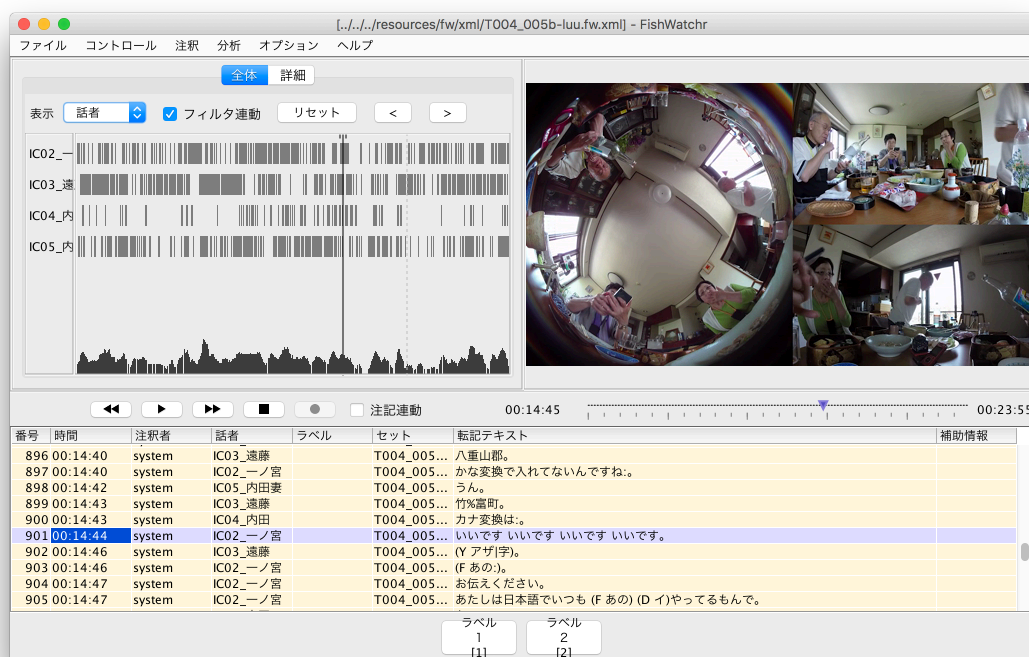 [../../../resources/fw/xml/T004_005b-luu.fw.xml] - FishWatchr
ファイル コントロール 注釈 分析 オプション ヘルプ
全体 詳細
表示 話者 フィルタ連動 リセット < >
IC02_一
IC03_遠
IC04_内
IC05_内
注記連動 00:14:45 00:23:55
番号 時間 注釈者 話者 ラベル セット 転記テキスト 補助情報
896 00:14:40 system IC03_遠藤 T004_005... 八重山郡。
897 00:14:40 system IC02_一ノ宮 T004_005... かな変換で入れてないんですね:。
898 00:14:42 system IC05_内田妻 T004_005... うん。
899 00:14:43 system IC03_遠藤 T004_005... 竹%富町。
900 00:14:43 system IC04_内田 T004_005... カナ変換は:。
901 00:14:44 system IC02_一ノ宮 T004_005... いいです いいです いいです いいです。
902 00:14:46 system IC03_遠藤 T004_005... (Y アザ|字)。
903 00:14:46 system IC02_一ノ宮 T004_005... (F あの:)。
904 00:14:47 system IC02_一ノ宮 T004_005... お伝えください。
905 00:14:47 system IC02_一ノ宮 T004_005... あたしは日本語でいつも (F あの) (D イ)やってるもんで。
ラベル ラベル
1 2
[1] [2]